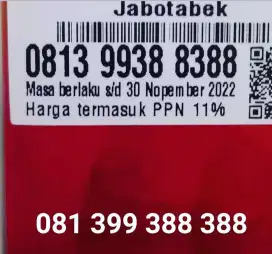 Jabotabek
0813 9938 8388
Masa berlaku s/d 30 Nopember 2022
Harga termasuk PPN 11%
081 399 388 388